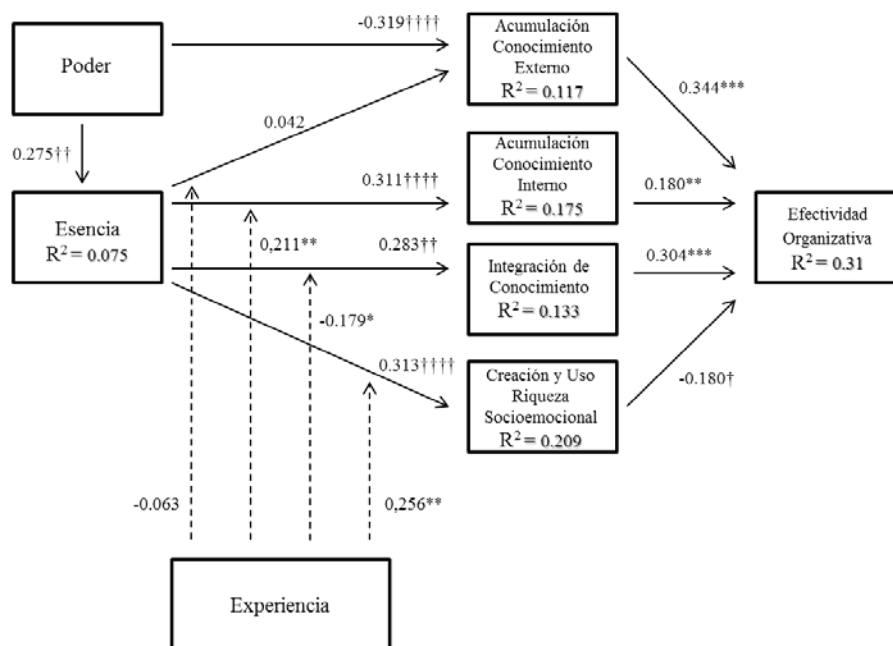 -0.319††††
Poder
Acumulación
Conocimiento
Externo
R² = 0.117
0.042
0.344***
0.275††
Esencia
R² = 0.075
0.311††††
Acumulación
Conocimiento
Interno
R² = 0.175
0.180**
Efectividad
Organizativa
R² = 0.31
0,211**
0.283††
Integración de
Conocimiento
R² = 0.133
0.304***
-0.179*
0.313††††
Creación y Uso
Riqueza
Socioemocional
R² = 0.209
-0.180†
-0.063
0,256**
Experiencia